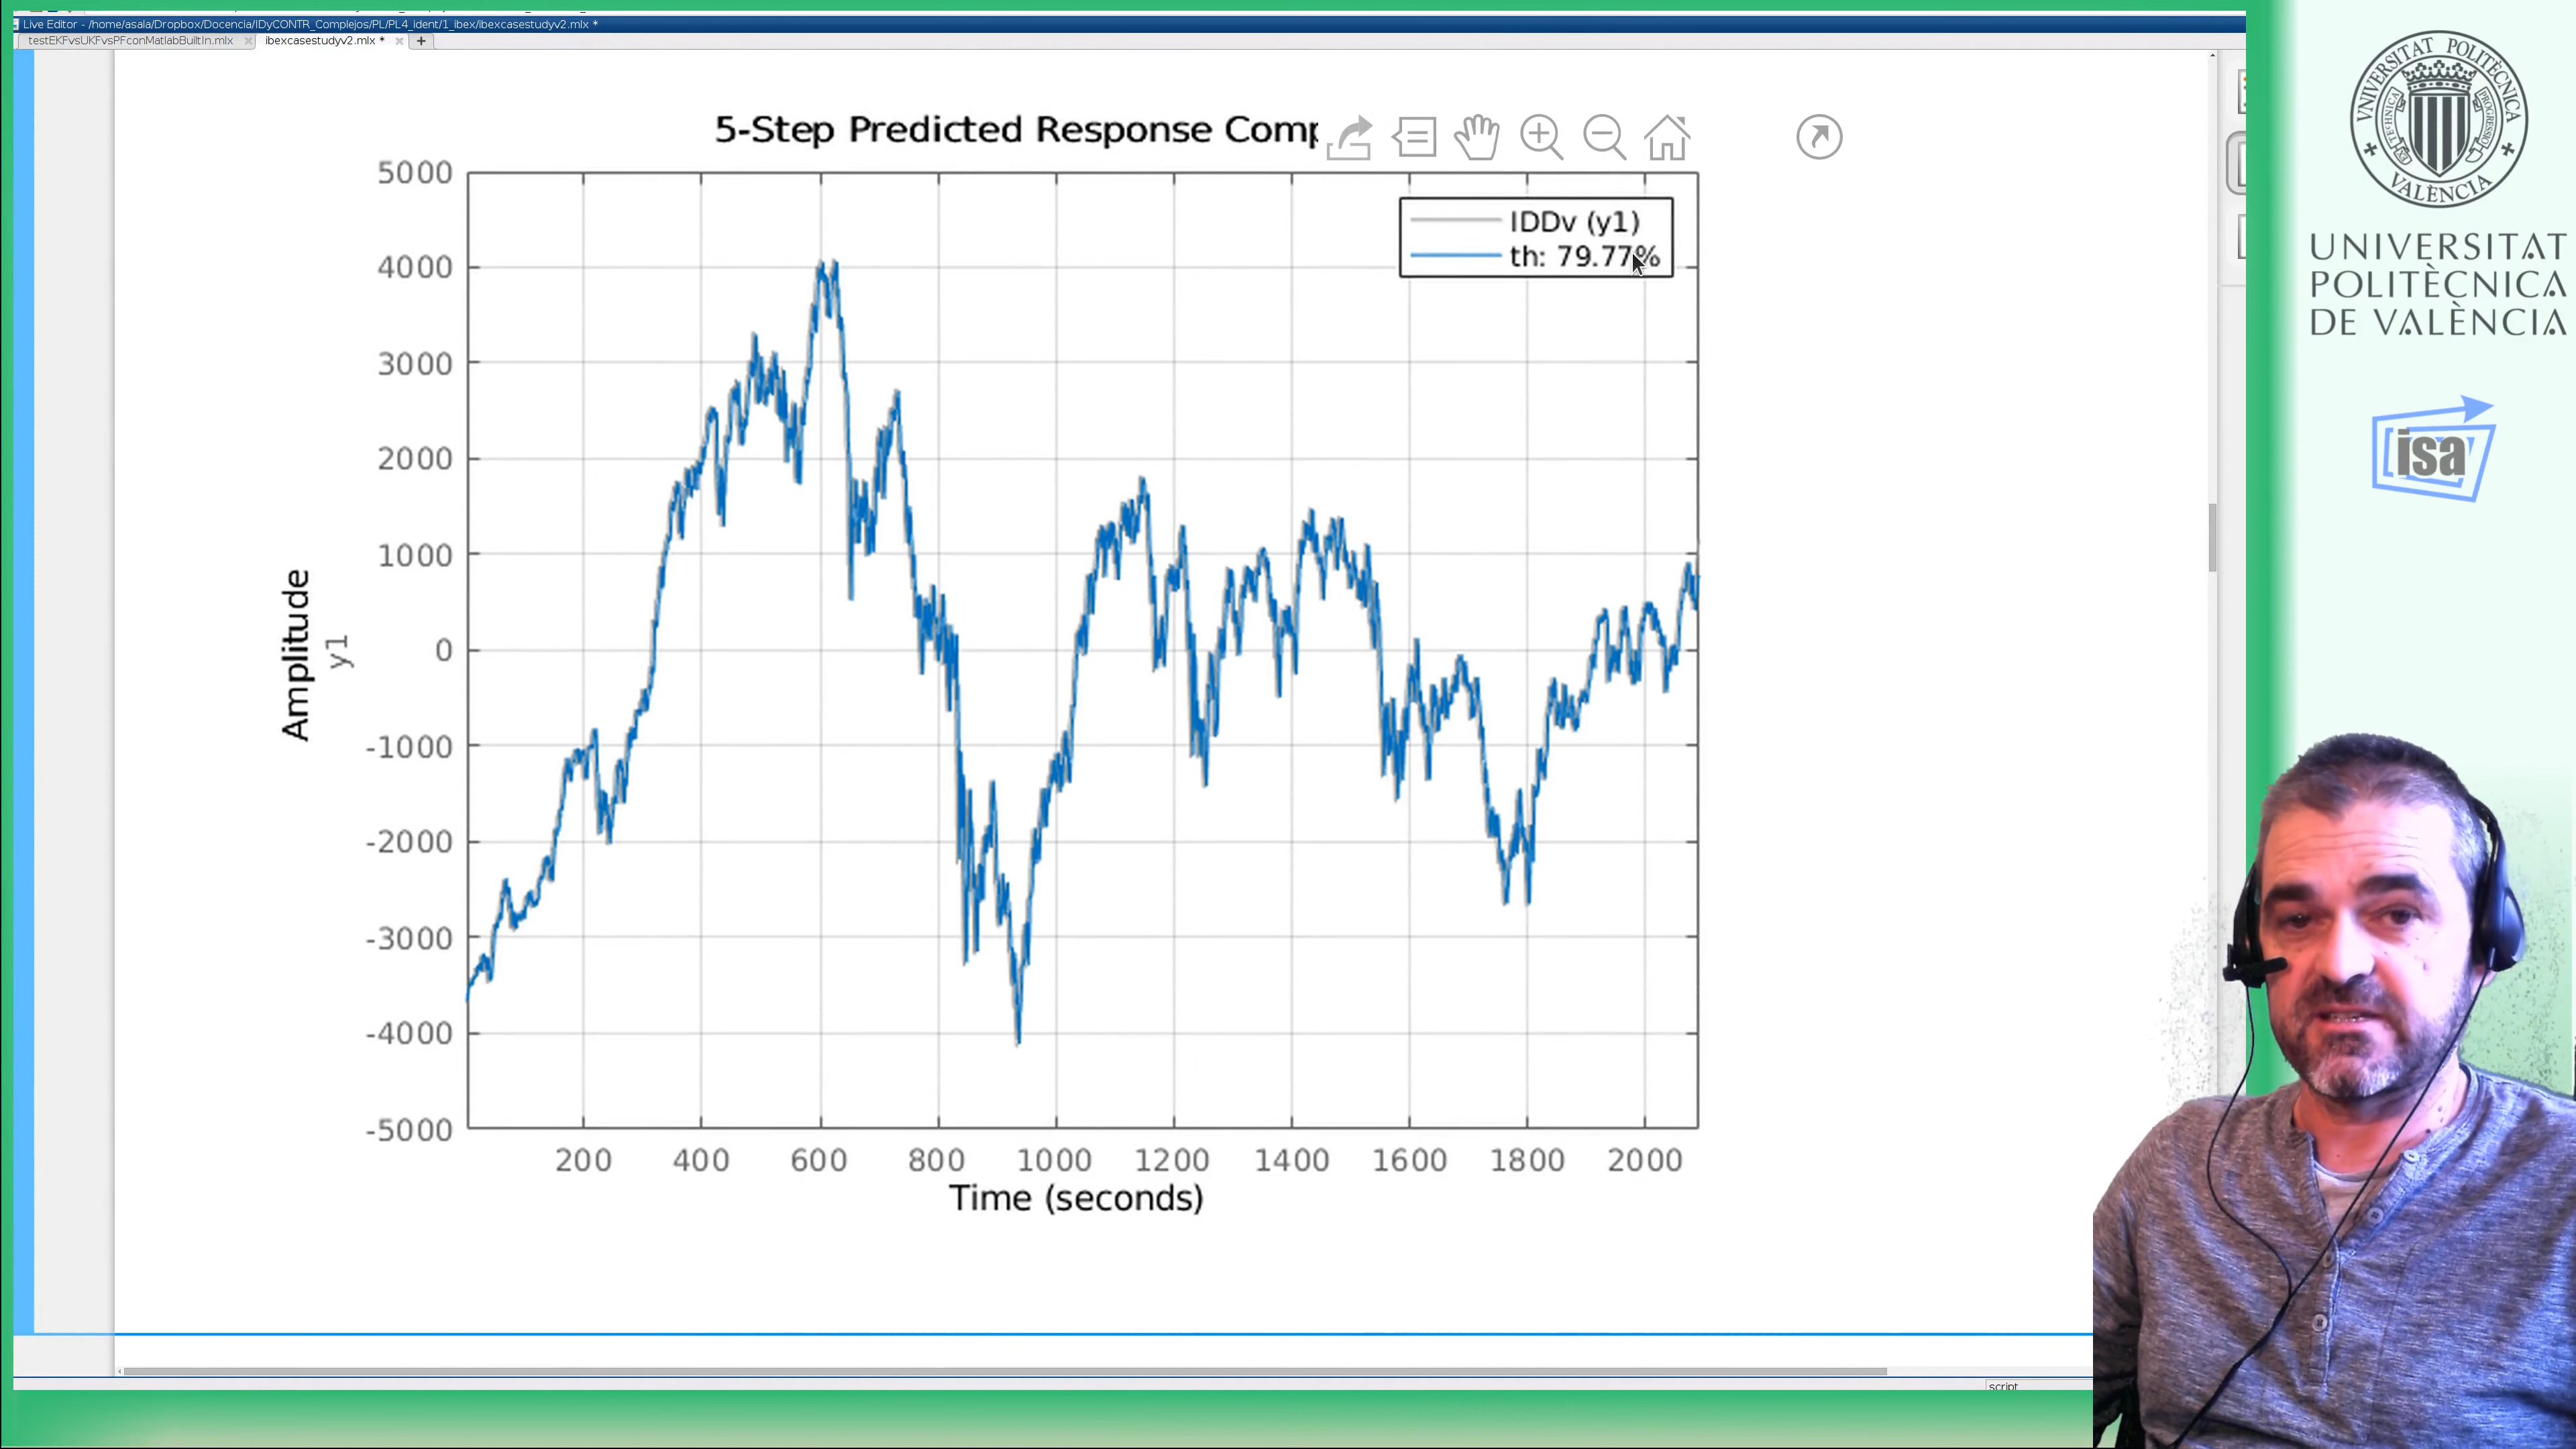 Live Editor - /home/asala/Dropbox/Docencia/IDyCONTR_Complejos/PL/PL4_ident/1_ibex/ibexcasestudyv2.mlx *
testEKFvsUKFvsPFconMatlabBuiltIn.mlx
ibexcasestudyv2.mlx *
5-Step Predicted Response Comp
IDDv (y1)
th: 79.77%
5000
4000
3000
2000
1000
0
-1000
-2000
-3000
-4000
-5000
Amplitude
y1
200 400 600 800 1000 1200 1400 1600 1800 2000
Time (seconds)
script
UNIVERSITAT POLITÈCNICA
DE VALÈNCIA
UNIVERSITAT
POLITÈCNICA
DE VALÈNCIA
isa